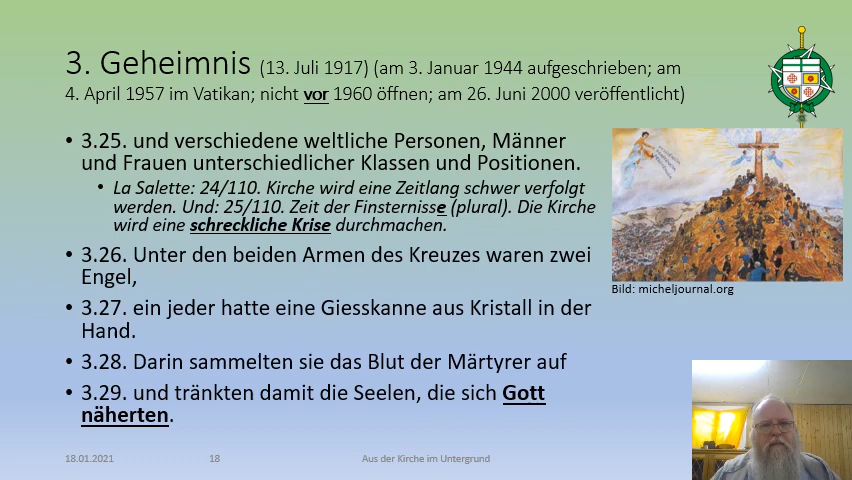 3. Geheimnis (13. Juli 1917) (am 3. Januar 1944 aufgeschrieben; am
4. April 1957 im Vatikan; nicht vor 1960 öffnen; am 26. Juni 2000 veröffentlicht)
• 3.25. und verschiedene weltliche Personen, Männer
und Frauen unterschiedlicher Klassen und Positionen.
• La Salette: 24/110. Kirche wird eine Zeitlang schwer verfolgt
werden. Und: 25/110. Zeit der Finsternisse (plural). Die Kirche
wird eine schreckliche Krise durchmachen.
• 3.26. Unter den beiden Armen des Kreuzes waren zwei
Engel,
• 3.27. ein jeder hatte eine Giesskanne aus Kristall in der
Hand.
• 3.28. Darin sammelten sie das Blut der Märtyrer auf
• 3.29. und tränkten damit die Seelen, die sich Gott
näherten.
Bild: micheljournal.org
18.01.2021
18
Aus der Kirche im Untergrund